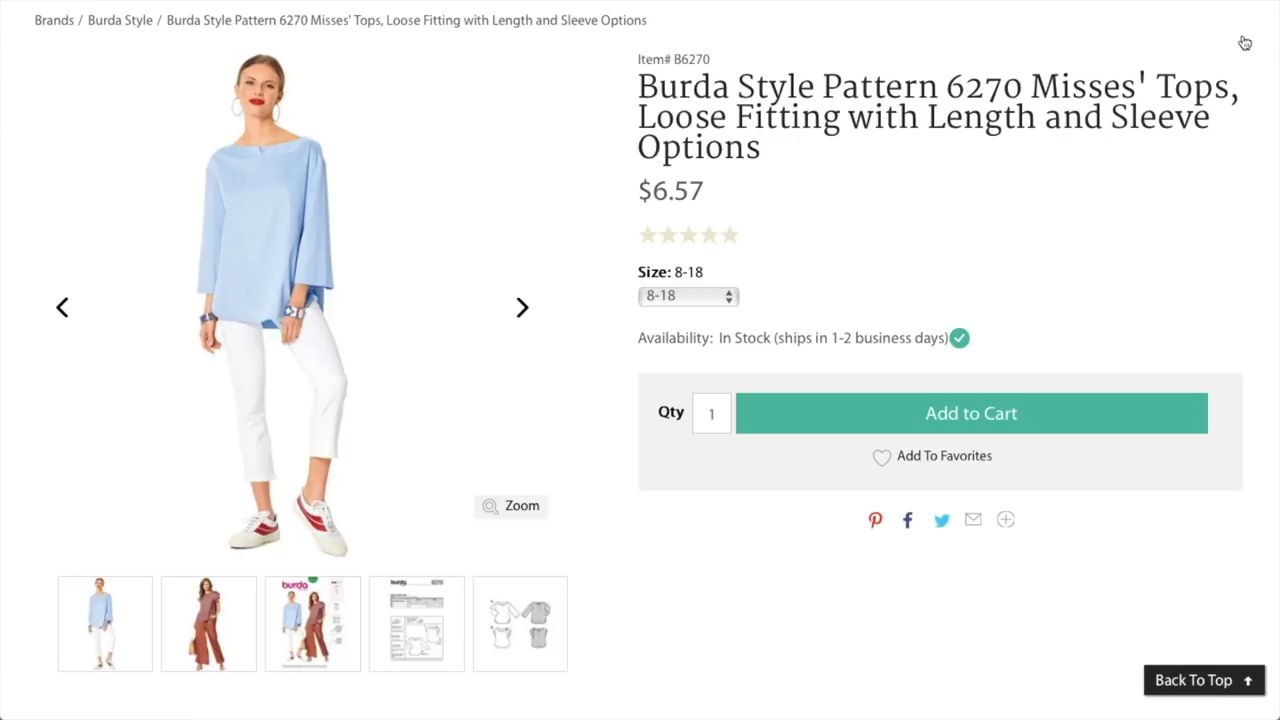 Brands / Burda Style / Burda Style Pattern 6270 Misses' Tops, Loose Fitting with Length and Sleeve Options
Item# B6270
Burda Style Pattern 6270 Misses' Tops,
Loose Fitting with Length and Sleeve
Options
$6.57
Size: 8-18
8-18
Availability: In Stock (ships in 1-2 business days)
Qty 1 Add to Cart
Add To Favorites
Zoom
burda
burda 6270
Back To Top